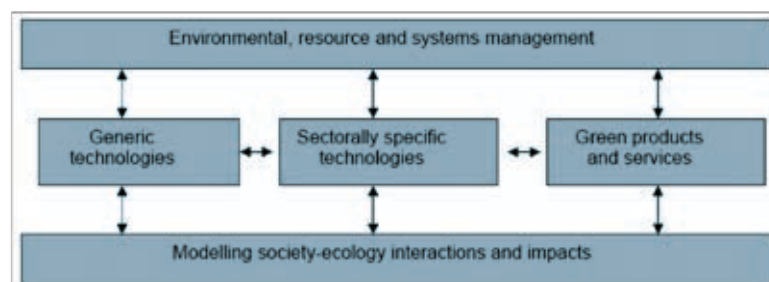 Environmental, resource and systems management
Generic
technologies
Sectorally specific
technologies
Green products
and services
Modelling society-ecology interactions and impacts